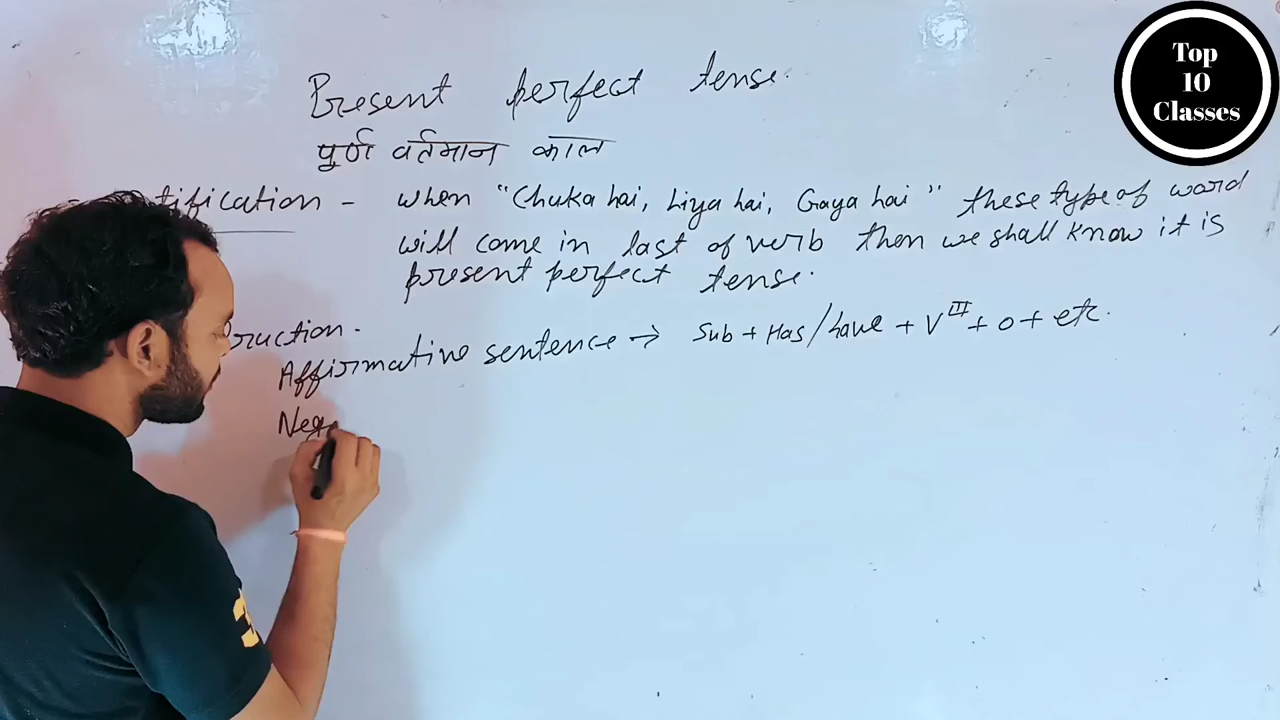 Present perfect tense.
पुर्ण वर्तमान काल
tification - when "Chuka hai, Liya hai, Gaya hai" these type of word
will come in last of verb then we shall know it is
present perfect tense.
ruction -
Affirmative sentence → Sub + Has/have + V III + o + etc.
Neg
Top
10
Classes